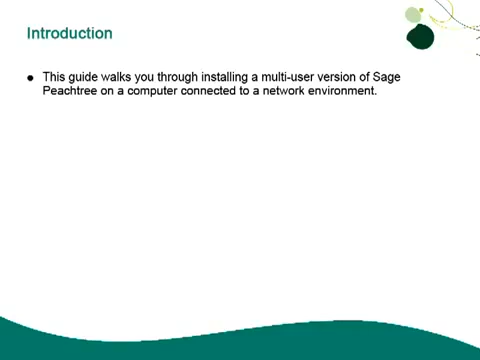 Introduction
● This guide walks you through installing a multi-user version of Sage
Peachtree on a computer connected to a network environment.